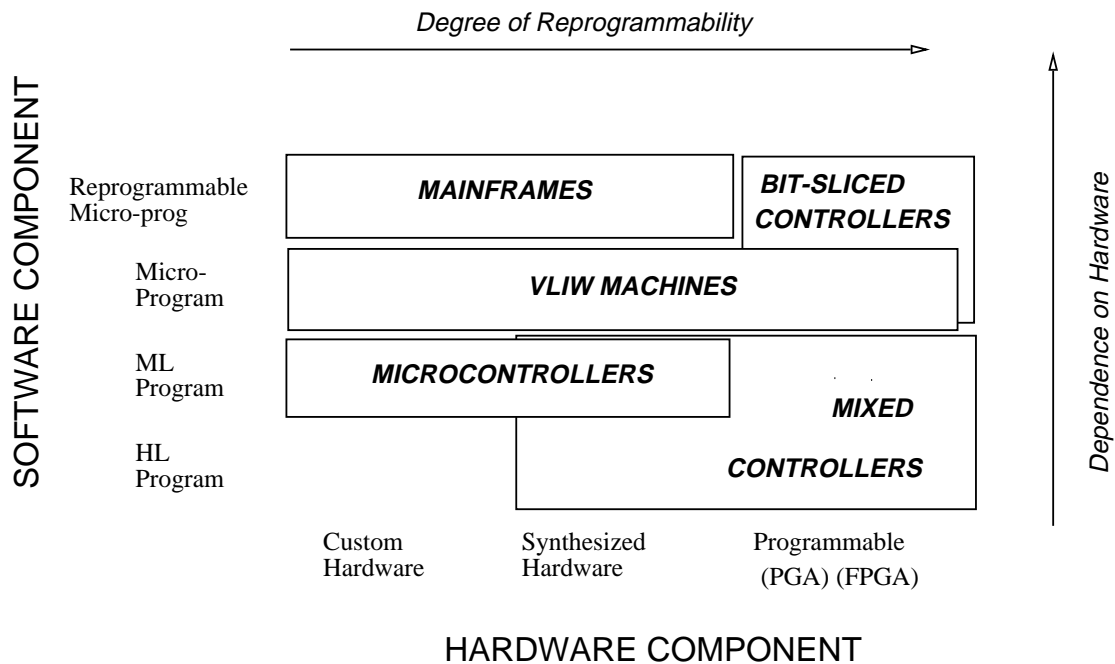 Degree of Reprogrammability
SOFTWARE COMPONENT
Dependence on Hardware
Reprogrammable
Micro-prog
MAINFRAMES
BIT-SLICED
CONTROLLERS
Micro-
Program
VLIW MACHINES
ML
Program
MICROCONTROLLERS
MIXED
CONTROLLERS
HL
Program
Custom
Hardware
Synthesized
Hardware
Programmable
(PGA) (FPGA)
HARDWARE COMPONENT